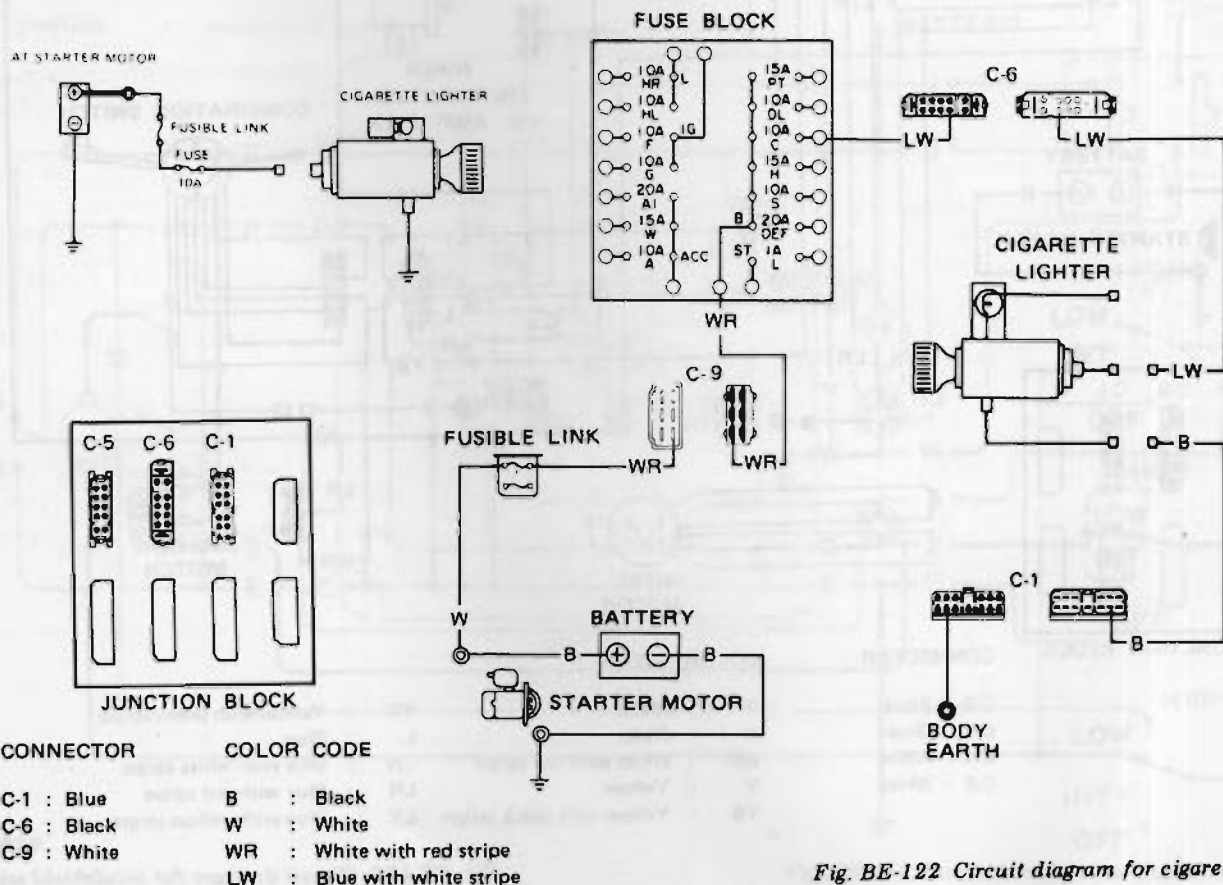 FUSE BLOCK
AT STARTER MOTOR
FUSIBLE LINK
FUSE
10A
CIGARETTE LIGHTER
10A
HR
L
10A
HL
10A
F
IG
10A
G
20A
AI
15A
W
10A
A
ACC
15A
PT
10A
OL
10A
C
15A
H
10A
S
B
20A
DEF
ST
1A
L
C-6
LW
LW
CIGARETTE
LIGHTER
LW
B
WR
C-9
FUSIBLE LINK
WR
WR
C-5 C-6 C-1
JUNCTION BLOCK
W
BATTERY
B
B
STARTER MOTOR
C-1
B
BODY
EARTH
CONNECTOR COLOR CODE
C-1 : Blue B : Black
C-6 : Black W : White
C-9 : White WR : White with red stripe
LW : Blue with white stripe
Fig. BE-122 Circuit diagram for cigare